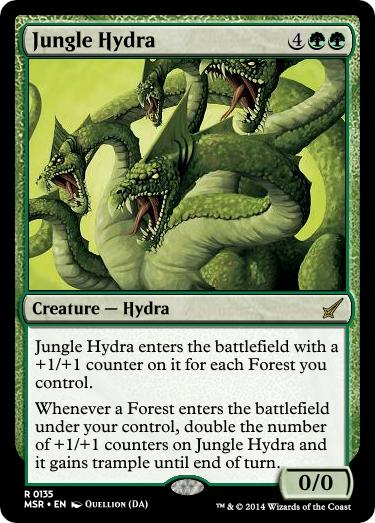 Jungle Hydra 4
Creature — Hydra
Jungle Hydra enters the battlefield with a
+1/+1 counter on it for each Forest you
control.
Whenever a Forest enters the battlefield
under your control, double the number
of +1/+1 counters on Jungle Hydra and
it gains trample until end of turn.
0/0
R 0135
MSR • EN Quellion (DA)
™ & © 2014 Wizards of the Coast